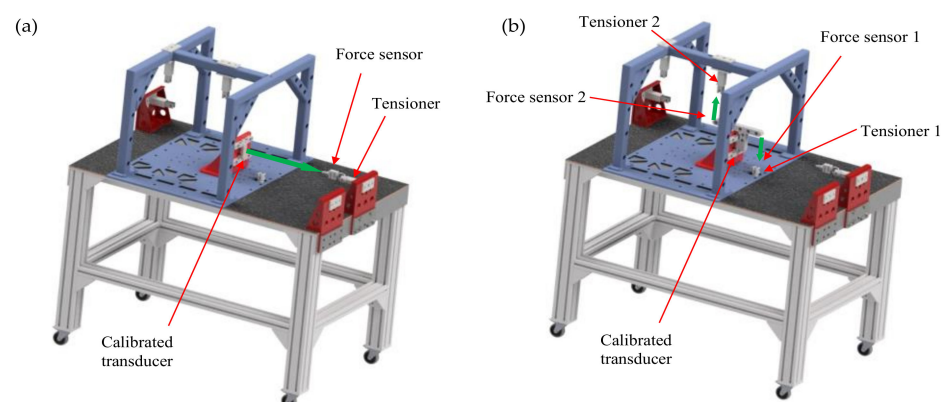 (a)
Force sensor
Tensioner
Calibrated
transducer
(b)
Tensioner 2
Force sensor 1
Force sensor 2
Tensioner 1
Calibrated
transducer